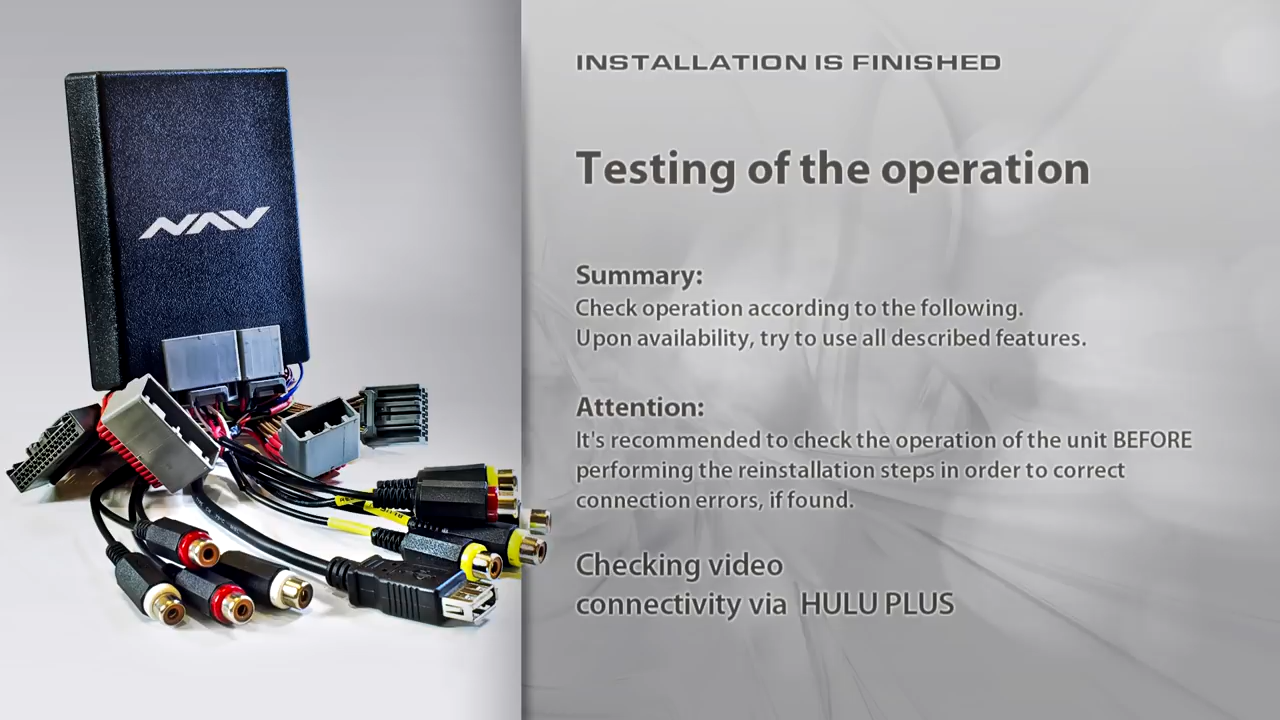 NAV
INSTALLATION IS FINISHED
Testing of the operation
Summary:
Check operation according to the following.
Upon availability, try to use all described features.
Attention:
It's recommended to check the operation of the unit BEFORE
performing the reinstallation steps in order to correct
connection errors, if found.
Checking video
connectivity via HULU PLUS